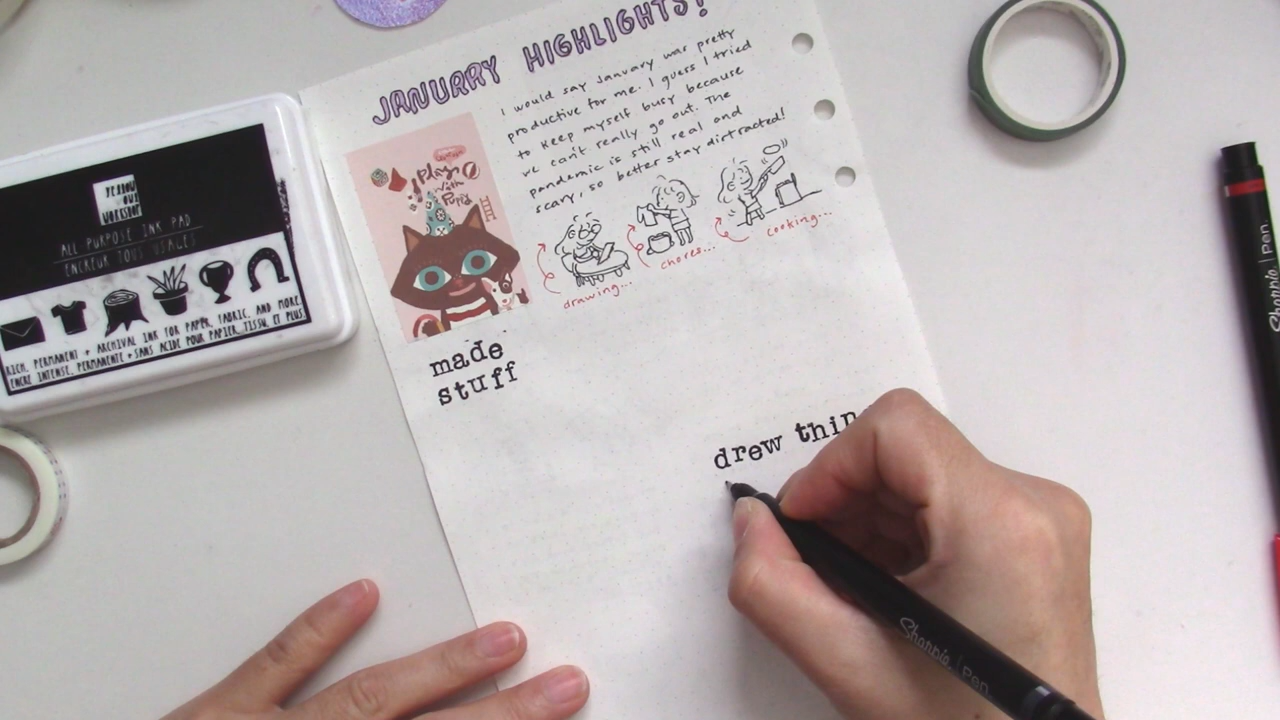 JANURRY HIGHLIGHTS!
I would say January was pretty
productive for me. I guess I tried
to keep myself busy because
we can't really go out. The
pandemic is still real and
scary, so better stay distracted!
Play
with
drawing...
chores...
cooking...
made
stuff
drew thin
ALL PURPOSE INK PAD
ENCREUR TOUS USAGES
RICH, PERMANENT + ARCHIVAL INK FOR PAPER, FABRIC, AND MORE.
ENCRE INTENSE, PERMANENTE + SANS ACIDE POUR PAPIER, TISSU, ET PLUS.
Sharpie | Pen.
Sharpie | Pen.